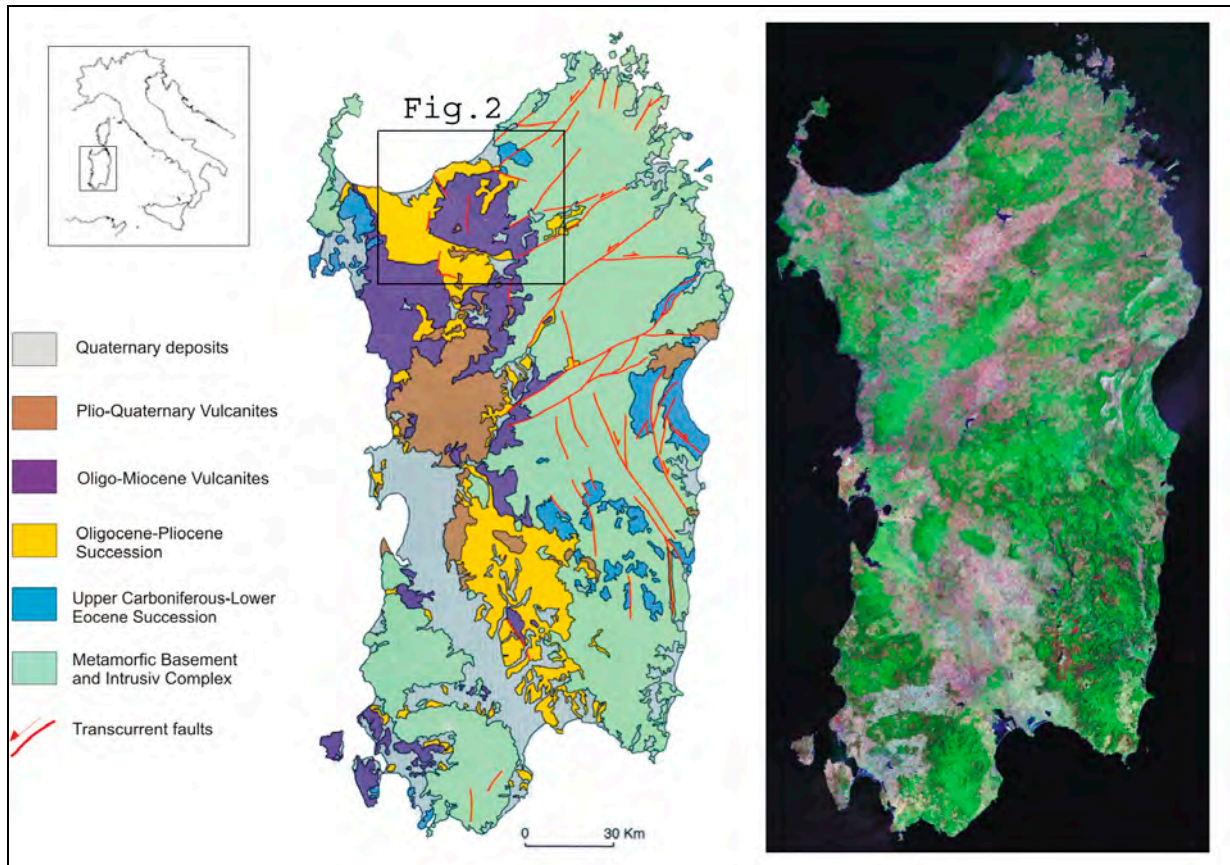 Fig.2
Quaternary deposits
Plio-Quaternary Vulcanites
Oligo-Miocene Vulcanites
Oligocene-Pliocene
Succession
Upper Carboniferous-Lower
Eocene Succession
Metamorfic Basement
and Intrusiv Complex
Transcurrent faults
0 30 Km